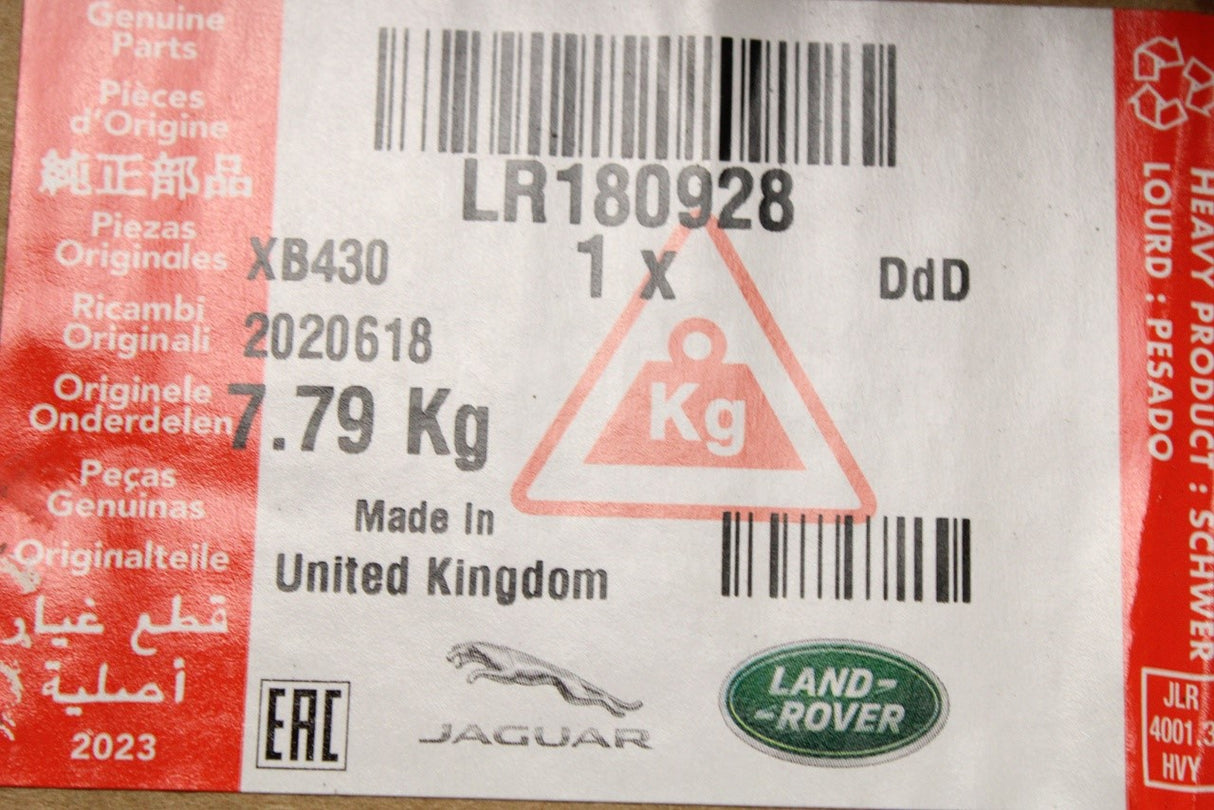 Genuine
Parts
Pièces
d'Origine
純正部品
Piezas
Originales
Ricambi
Originali
Originele
Onderdelen
Peças
Genuinas
Originalteile
قطع غيار
أصلية
2023
LR180928
XB430
1 x
DdD
2020618
7.79 Kg
Kg
Made In
United Kingdom
EAC
JAGUAR
LAND-
-ROVER
HEAVY PRODUCT : SCHWER
LOURD : PESADO
JLR
4001.3
HVY